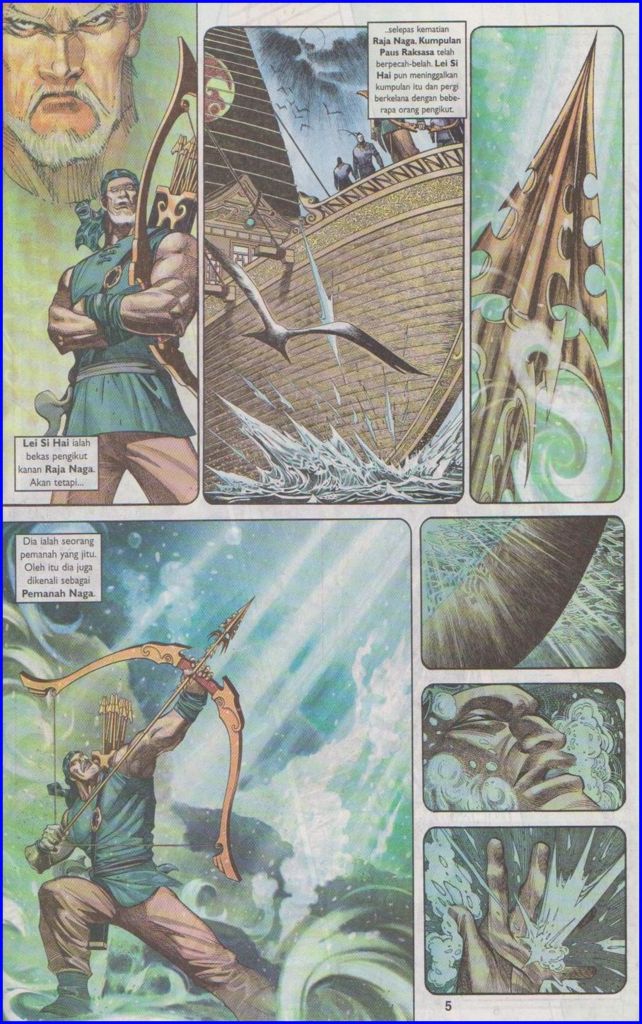 Lei Si Hai ialah
bekas pengikut
kanan Raja Naga.
Akan tetapi...
..selepas kematian
Raja Naga, Kumpulan
Paus Raksasa telah
berpecah-belah. Lei Si
Hai pun meninggalkan
kumpulan itu dan pergi
berkelana dengan bebe-
rapa orang pengikut.
Dia ialah seorang
pemanah yang jitu.
Oleh itu dia juga
dikenali sebagai
Pemanah Naga.
5